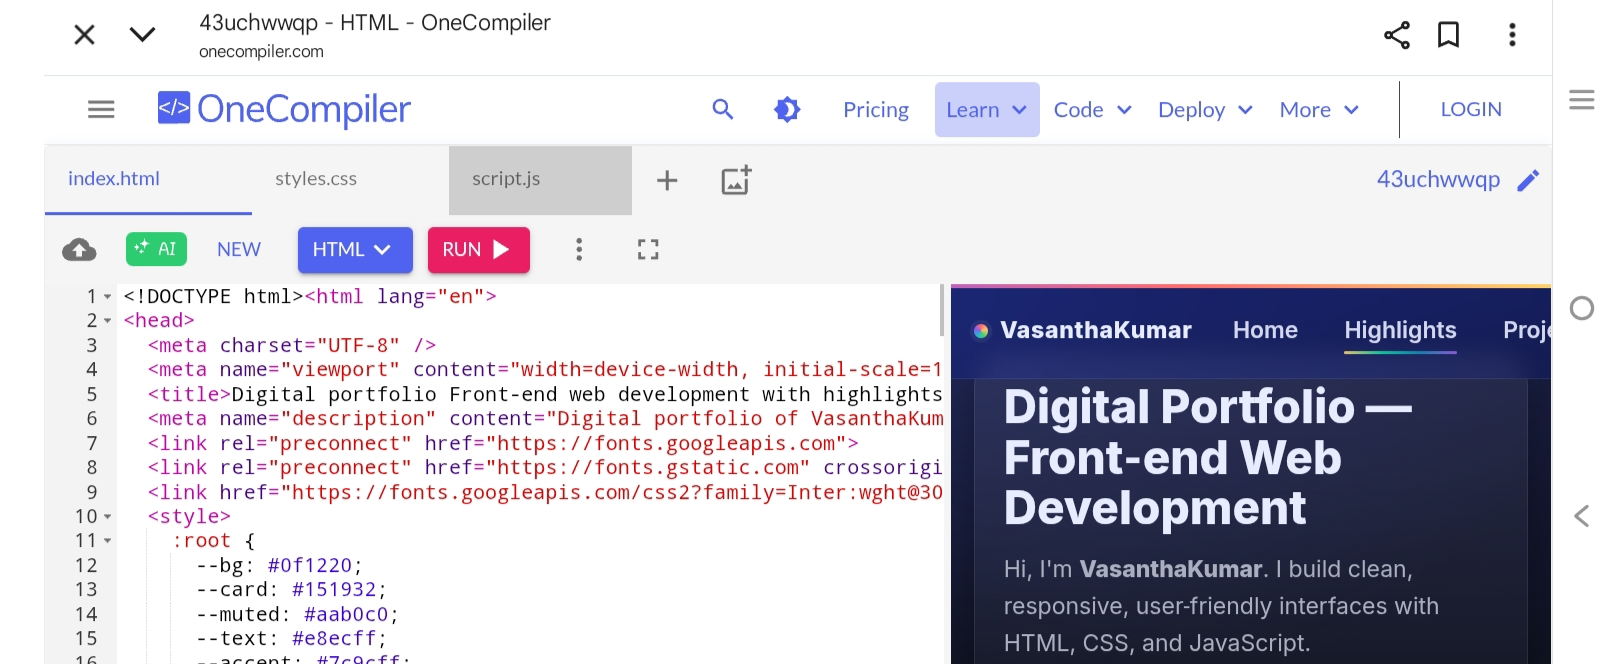 43uchwwqp - HTML - OneCompiler
onecompiler.com
</> OneCompiler
Pricing
Learn
Code
Deploy
More
LOGIN
index.html
styles.css
script.js
43uchwwqp
AI
NEW
HTML
RUN
1 <!DOCTYPE html><html lang="en">
2 <head>
3 <meta charset="UTF-8" />
4 <meta name="viewport" content="width=device-width, initial-scale=1
5 <title>Digital portfolio Front-end web development with highlights
6 <meta name="description" content="Digital portfolio of VasanthaKum
7 <link rel="preconnect" href="https://fonts.googleapis.com">
8 <link rel="preconnect" href="https://fonts.gstatic.com" crossorigi
9 <link href="https://fonts.googleapis.com/css2?family=Inter:wght@30
10 <style>
11 :root {
12 --bg: #0f1220;
13 --card: #151932;
14 --muted: #aab0c0;
15 --text: #e8ecff;
16 --accent: #7c9cff;
VasanthaKumar
Home
Highlights
Proje
Digital Portfolio —
Front-end Web
Development
Hi, I'm VasanthaKumar. I build clean,
responsive, user-friendly interfaces with
HTML, CSS, and JavaScript.